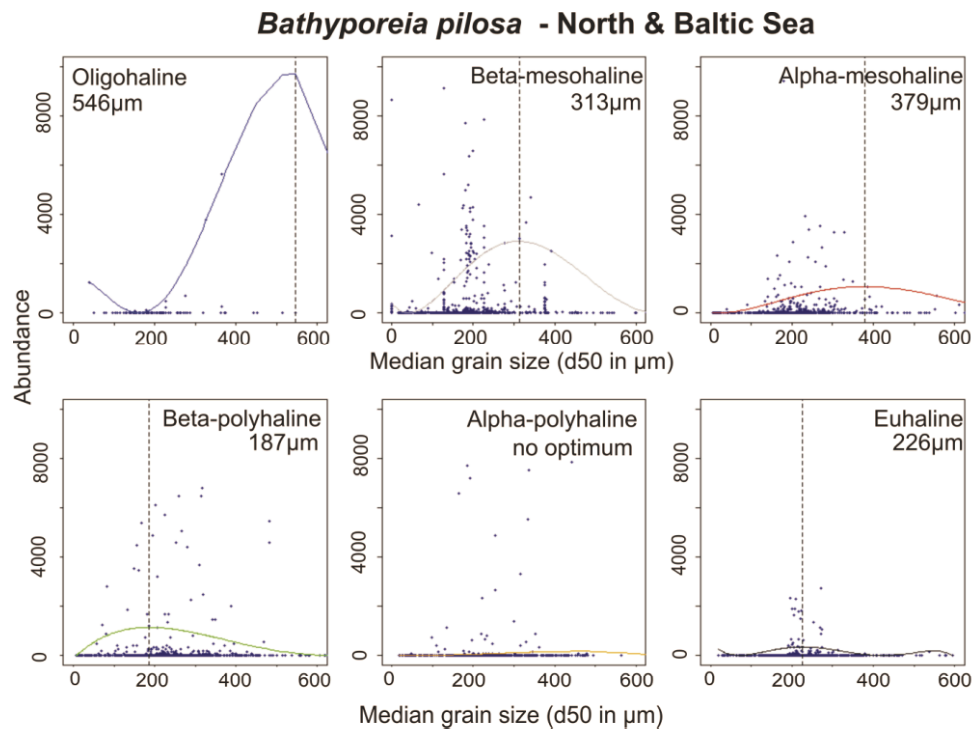 Bathyporeia pilosa - North & Baltic Sea
Oligohaline
546µm
Beta-mesohaline
313µm
Alpha-mesohaline
379µm
8000
4000
0
8000
4000
0
8000
4000
0
0 200 400 600
0 200 400 600
0 200 400 600
Abundance
Median grain size (d50 in µm)
Beta-polyhaline
187µm
Alpha-polyhaline
no optimum
Euhaline
226µm
8000
4000
0
8000
4000
0
8000
4000
0
0 200 400 600
0 200 400 600
0 200 400 600
Median grain size (d50 in µm)